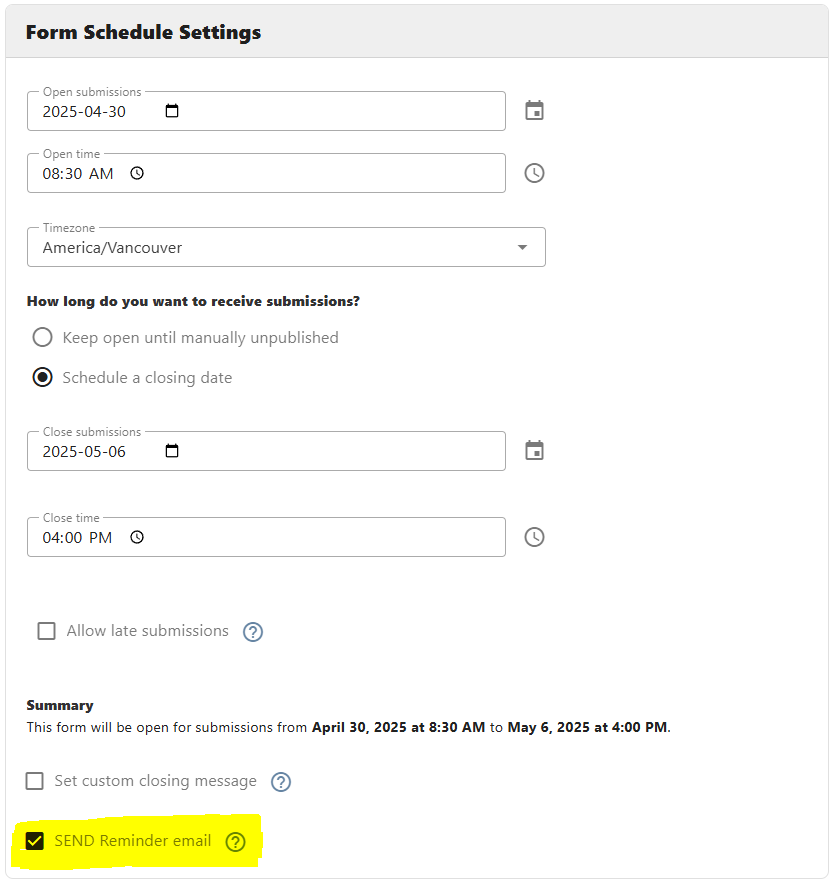 Form Schedule Settings
Open submissions
2025-04-30
Open time
08:30 AM
Timezone
America/Vancouver
How long do you want to receive submissions?
Keep open until manually unpublished
Schedule a closing date
Close submissions
2025-05-06
Close time
04:00 PM
Allow late submissions ?
Summary
This form will be open for submissions from April 30, 2025 at 8:30 AM to May 6, 2025 at 4:00 PM.
Set custom closing message ?
SEND Reminder email ?